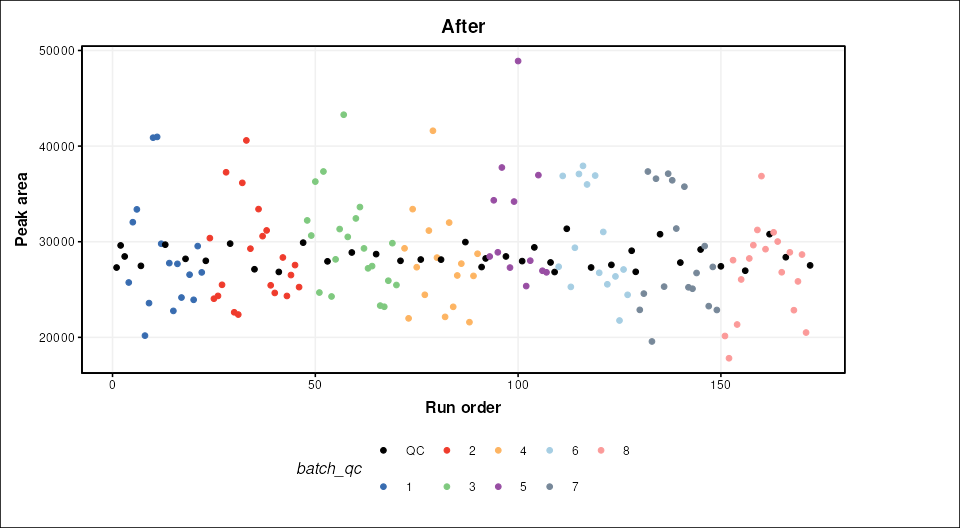 After
Peak area
50000
40000
30000
20000
0 50 100 150
Run order
batch_qc
QC 2 4 6 8
1 3 5 7